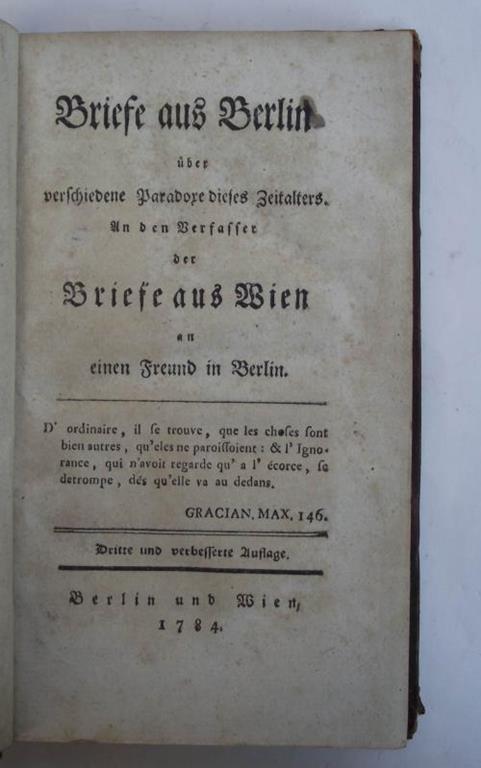 Briefe aus Berlin
über
verschiedene Paradoxe dieses Zeitalters.
An den Verfasser
der
Briefe aus Wien
an
einen Freund in Berlin.
D' ordinaire, il se trouve, que les choses sont
bien autres, qu'eles ne paroissoient: & l' Igno-
rance, qui n'avoit regarde qu' a l' écorce, se
detrompe, dés qu'elle va au dedans.
GRACIAN. MAX. 146.
Dritte und verbesserte Auflage.
Berlin und Wien,
1784.